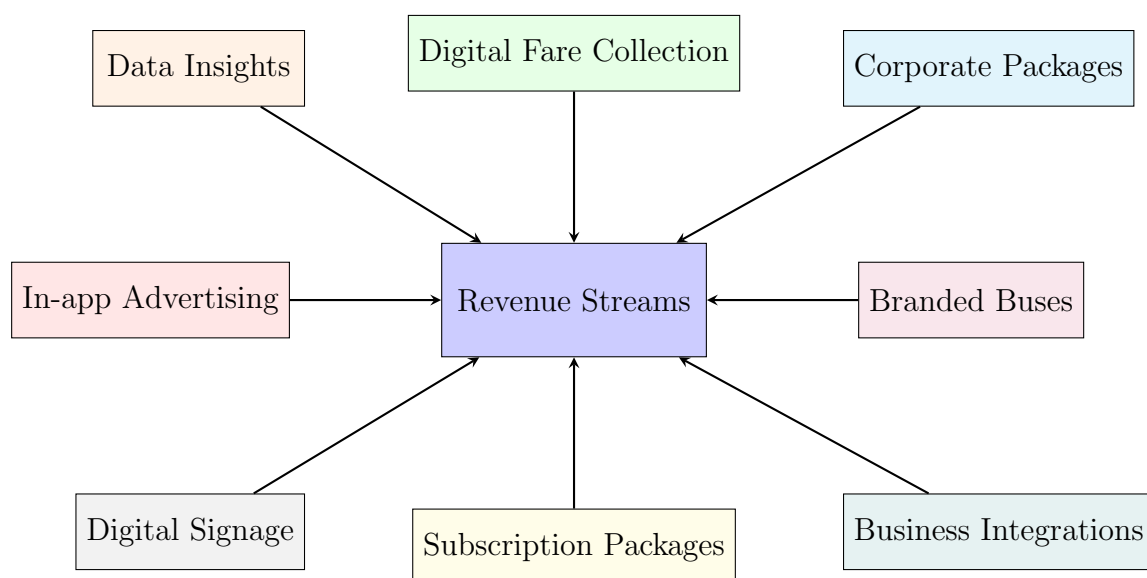 Data Insights
Digital Fare Collection
Corporate Packages
In-app Advertising
Revenue Streams
Branded Buses
Digital Signage
Subscription Packages
Business Integrations